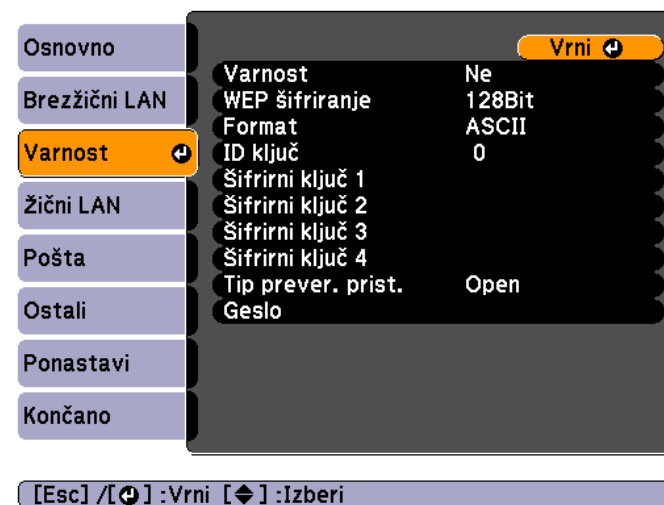 Osnovno
Brezžični LAN
Varnost
Žični LAN
Pošta
Ostali
Ponastavi
Končano
Vrni
Varnost Ne
WEP šifriranje 128Bit
Format ASCII
ID ključ 0
Šifrirni ključ 1
Šifrirni ključ 2
Šifrirni ključ 3
Šifrirni ključ 4
Tip prever. prist. Open
Geslo
[Esc] /[⏎] :Vrni [◆] :Izberi